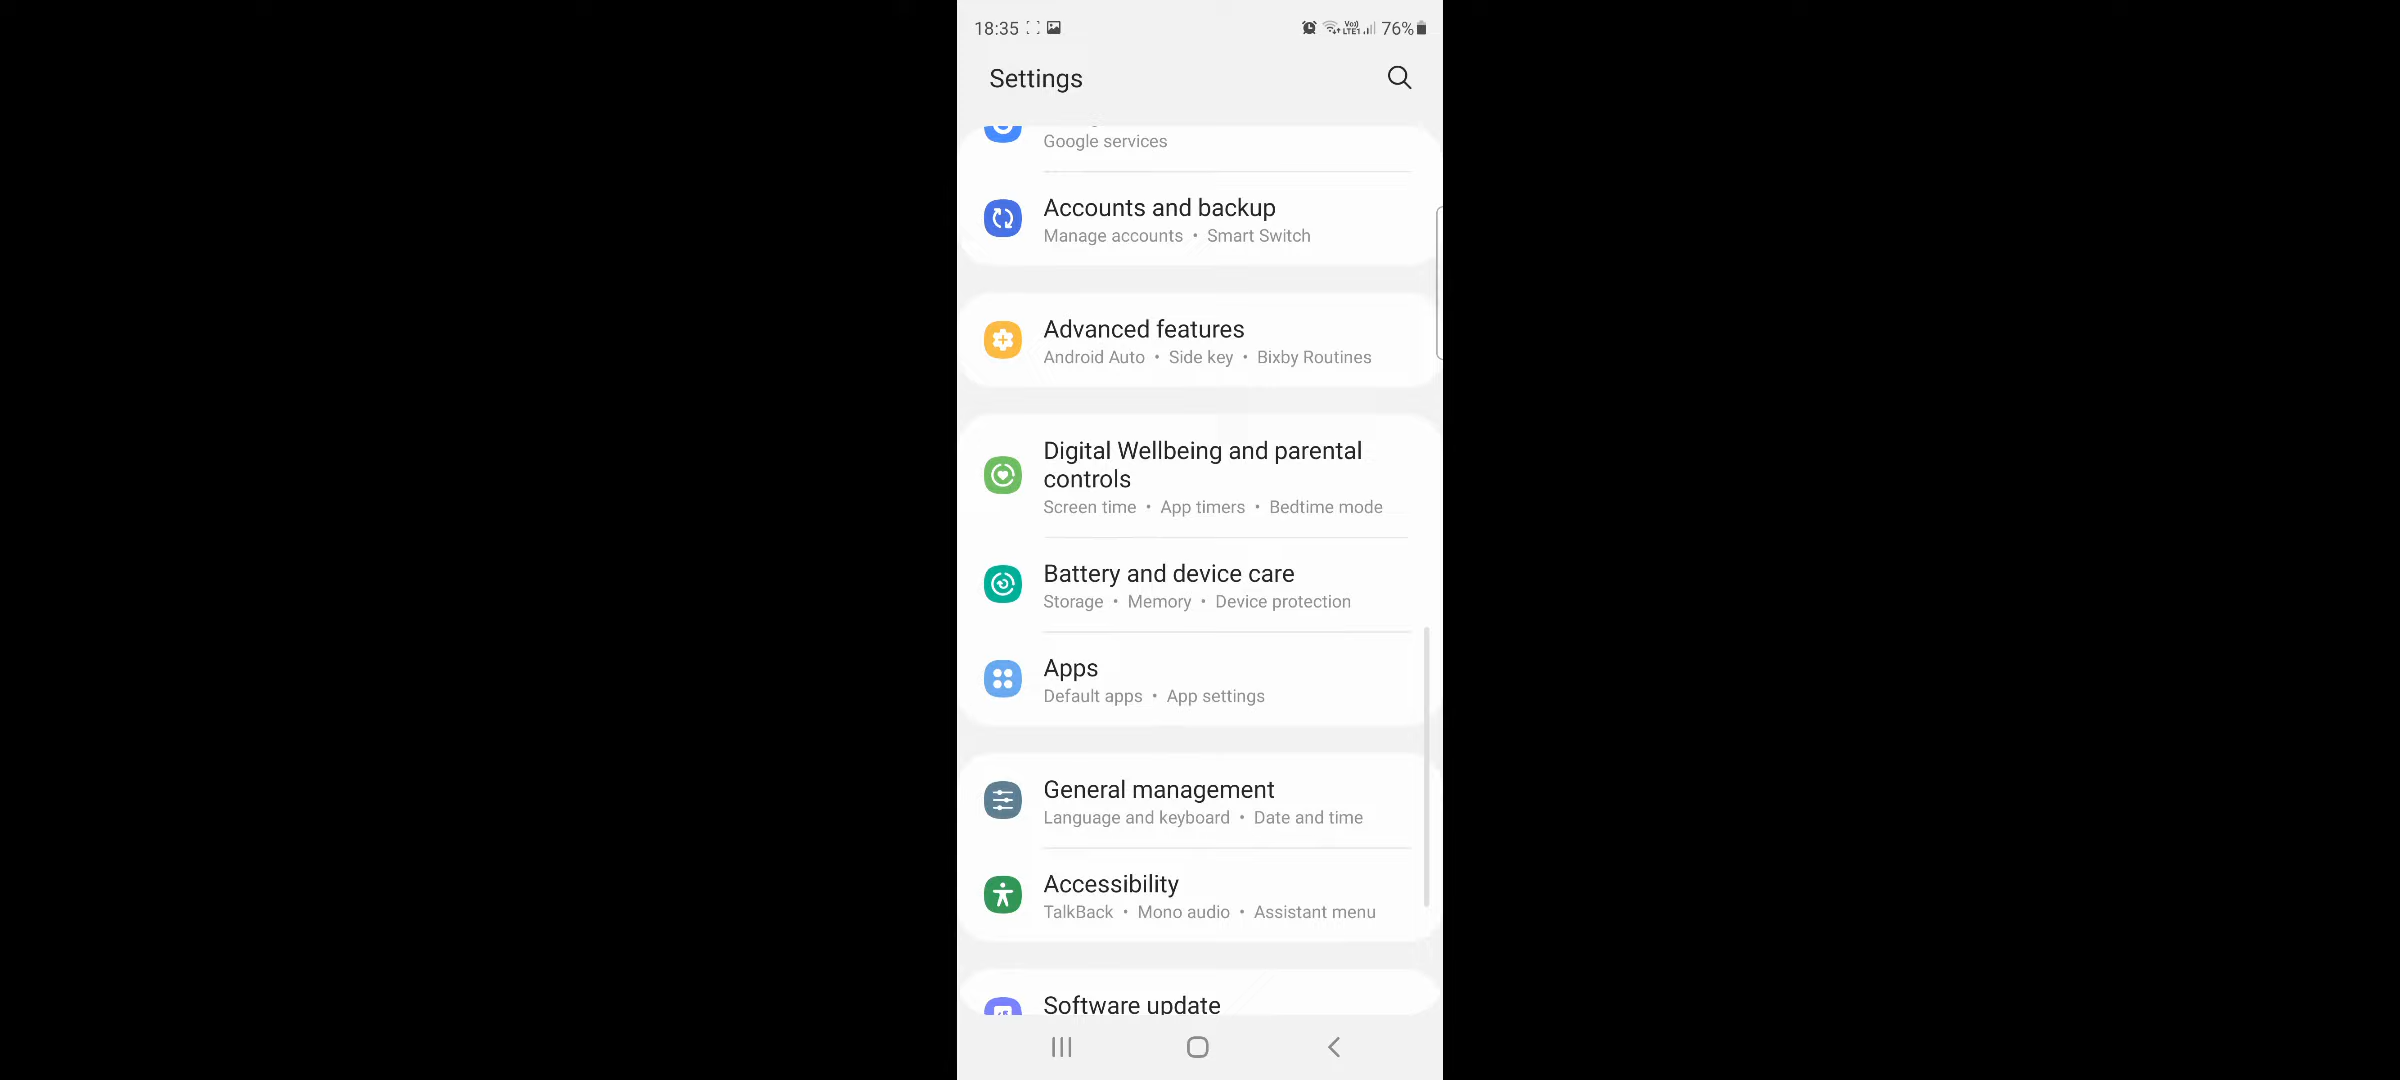 18:35
76%
Settings
Google services
Accounts and backup
Manage accounts • Smart Switch
Advanced features
Android Auto • Side key • Bixby Routines
Digital Wellbeing and parental
controls
Screen time • App timers • Bedtime mode
Battery and device care
Storage • Memory • Device protection
Apps
Default apps • App settings
General management
Language and keyboard • Date and time
Accessibility
TalkBack • Mono audio • Assistant menu
Software update